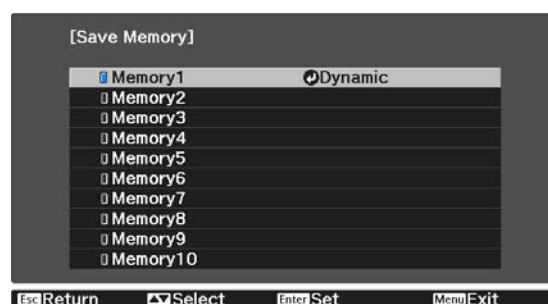 [Save Memory]
Memory1 Dynamic
Memory2
Memory3
Memory4
Memory5
Memory6
Memory7
Memory8
Memory9
Memory10
Esc Return Select Enter Set Menu Exit